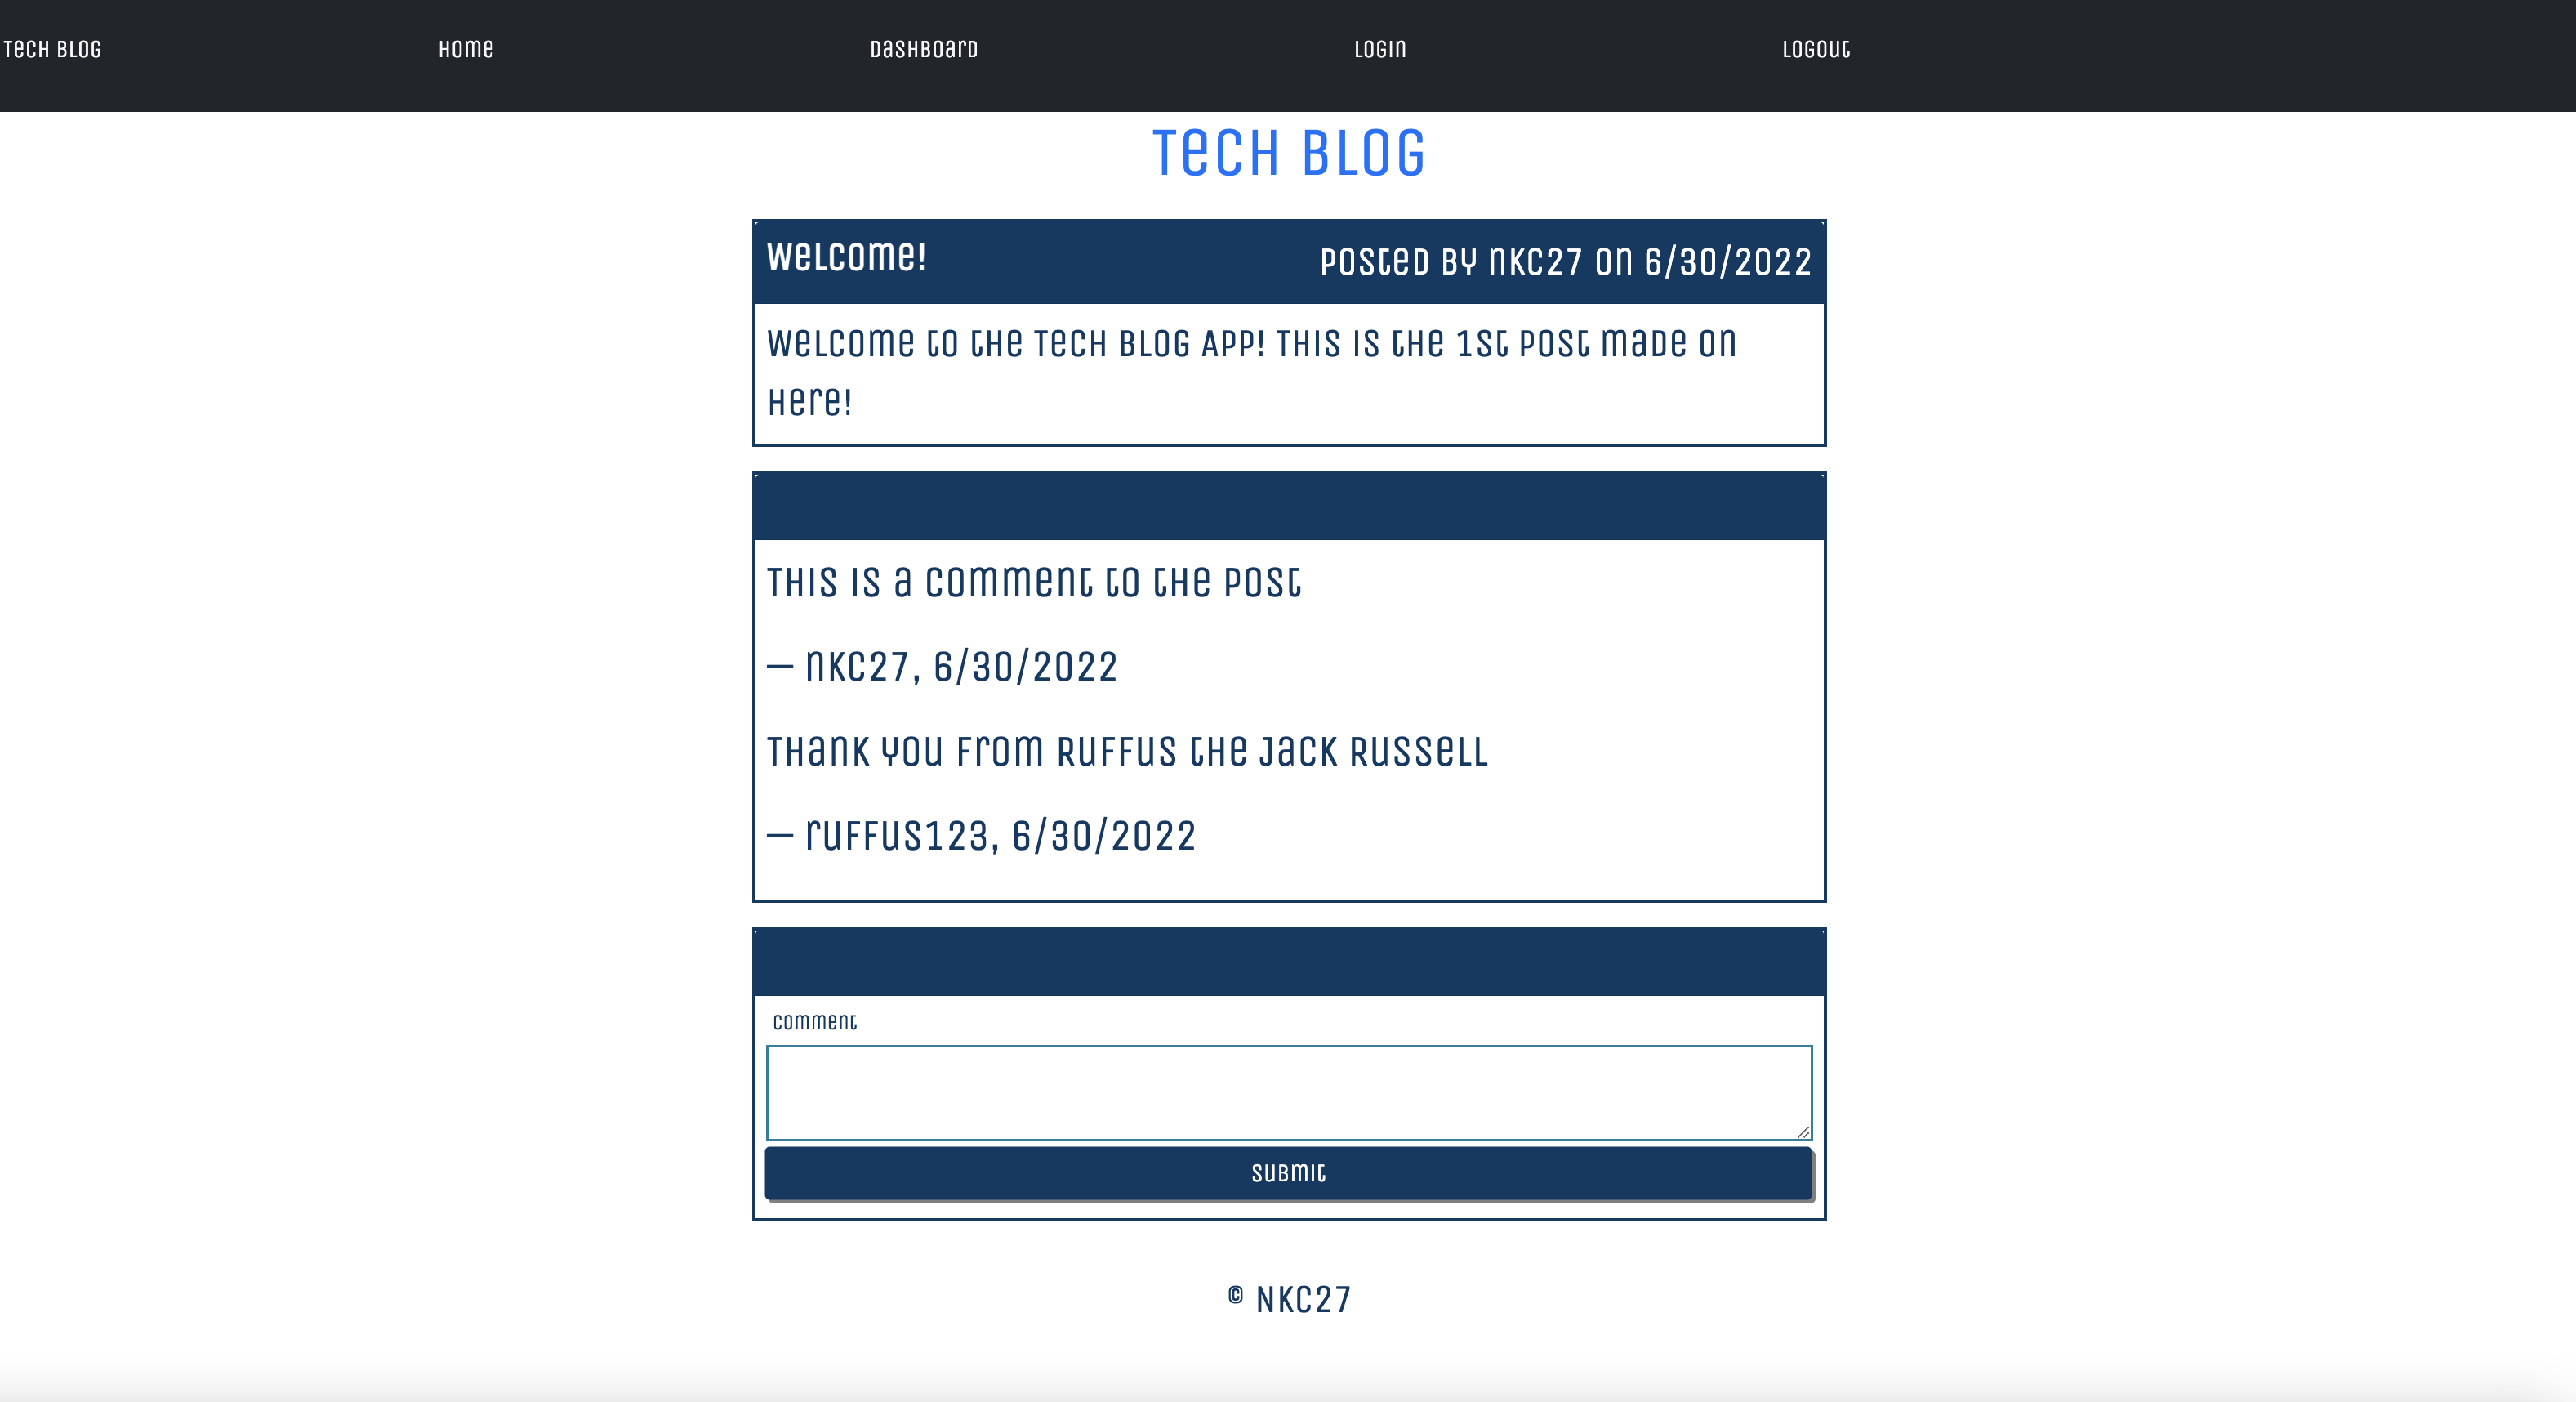 Tech Blog
Home
Dashboard
Login
Logout
Tech Blog
Welcome!
Posted by nkc27 on 6/30/2022
Welcome to the Tech Blog App! This is the 1st post made on
here!
This is a comment to the post
— nkc27, 6/30/2022
Thank you from Ruffus the Jack Russell
— ruffus123, 6/30/2022
comment
Submit
© NKC27